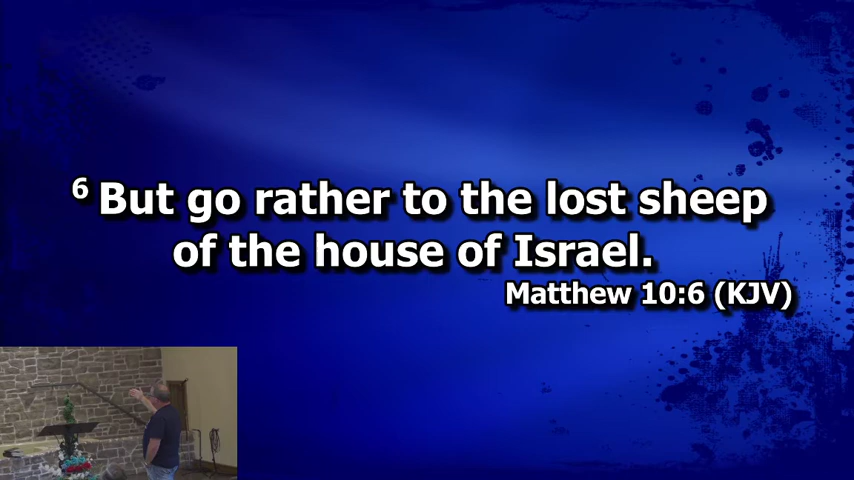 6 But go rather to the lost sheep
of the house of Israel.
Matthew 10:6 (KJV)